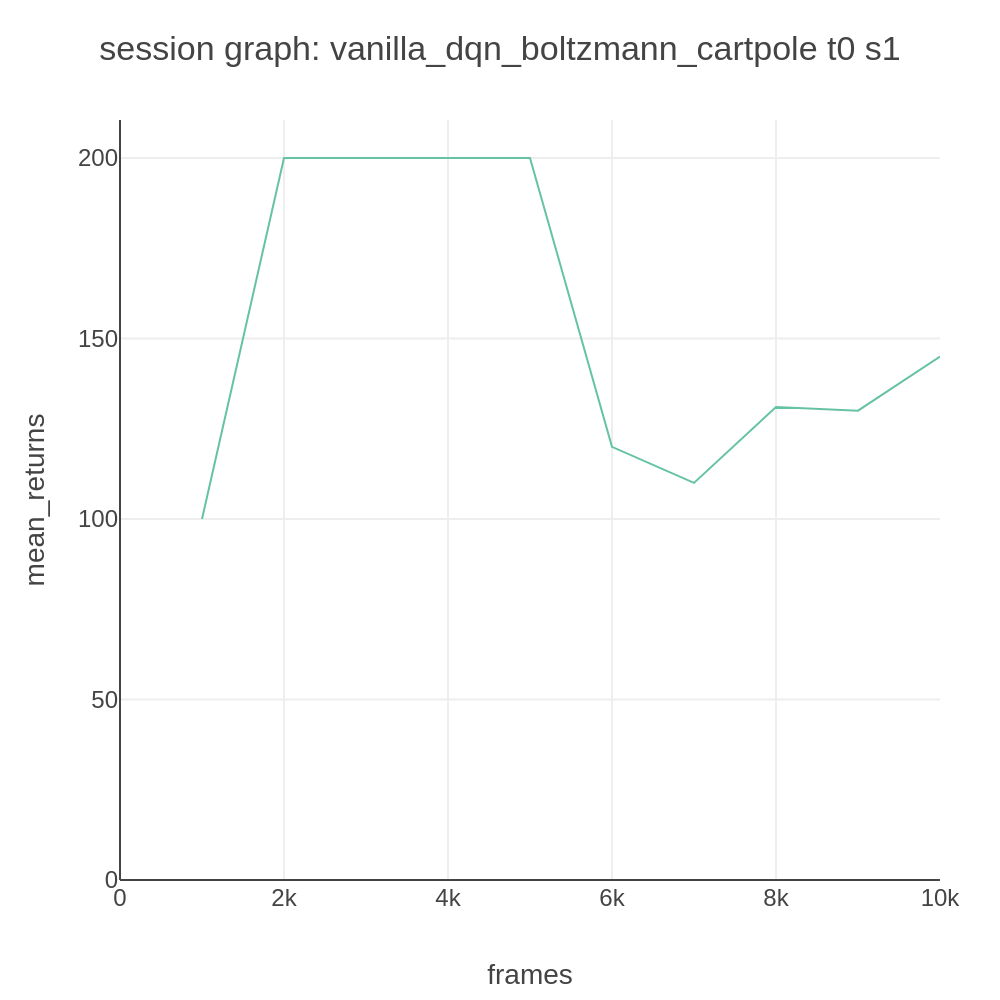 session graph: vanilla_dqn_boltzmann_cartpole t0 s1
200
150
100
50
0
mean_returns
0 2k 4k 6k 8k 10k
frames